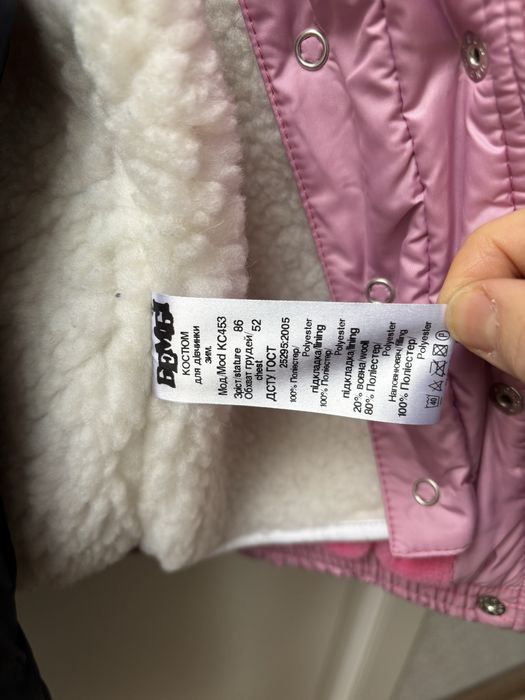 BEMBI
КОСТЮМ
для дівчинки
зим.
Мод/Mod КС453
Зріст/stature 86
Обхват грудей/ 52
chest
ДСТУ ГОСТ
25295:2005
100% Поліестер/
Polyester
підкладка/lining
100% Поліестер/
Polyester
підкладка/lining
20% вовна wool
80% Поліестер/
Polyester
Наповнювач/ filling
100% Поліестер/
Polyester
40
P